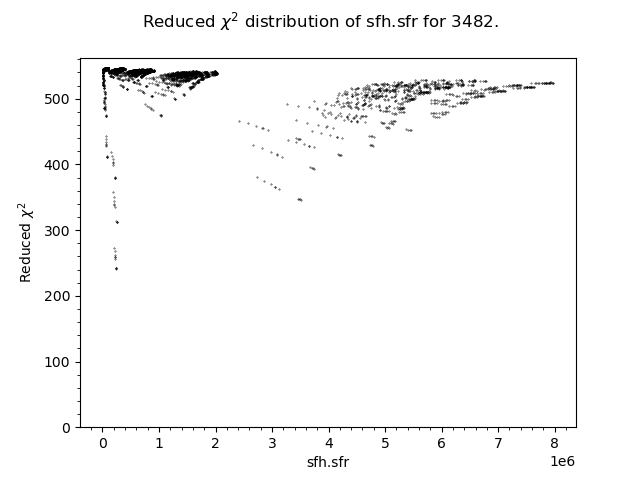 Reduced χ² distribution of sfh.sfr for 3482.
Reduced χ²
500
400
300
200
100
0
0 1 2 3 4 5 6 7 8
sfh.sfr
1e6